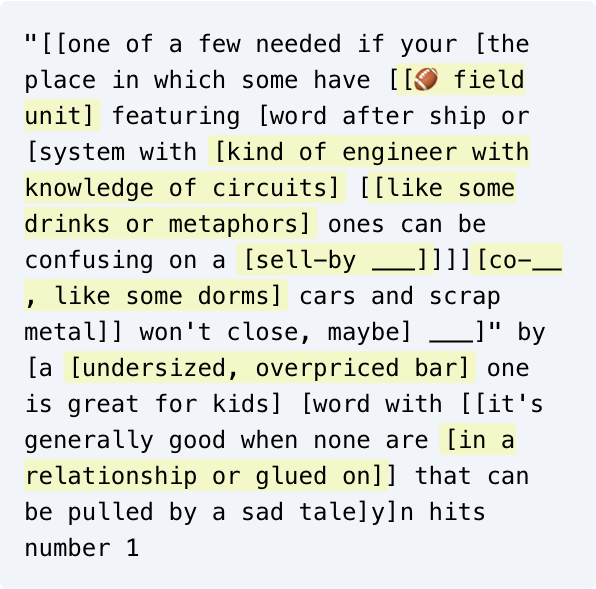 "[[one of a few needed if your [the
place in which some have [[🏈 field
unit] featuring [word after ship or
[system with [kind of engineer with
knowledge of circuits] [[like some
drinks or metaphors] ones can be
confusing on a [sell-by ___]]]][co-__
, like some dorms] cars and scrap
metal]] won't close, maybe] ___]" by
[a [undersized, overpriced bar] one
is great for kids] [word with [[it's
generally good when none are [in a
relationship or glued on]] that can
be pulled by a sad tale]y]n hits
number 1